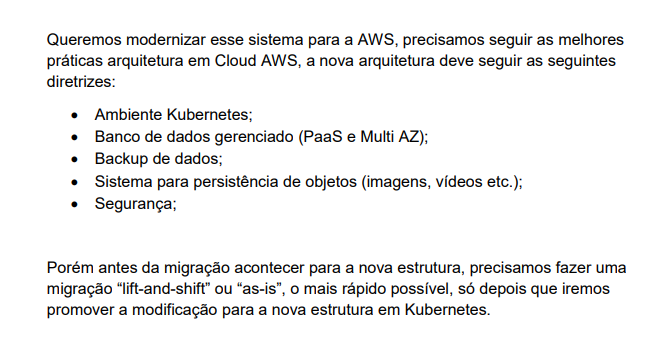 Queremos modernizar esse sistema para a AWS, precisamos seguir as melhores
práticas arquitetura em Cloud AWS, a nova arquitetura deve seguir as seguintes
diretrizes:
• Ambiente Kubernetes;
• Banco de dados gerenciado (PaaS e Multi AZ);
• Backup de dados;
• Sistema para persistência de objetos (imagens, vídeos etc.);
• Segurança;
Porém antes da migração acontecer para a nova estrutura, precisamos fazer uma
migração “lift-and-shift” ou “as-is”, o mais rápido possível, só depois que iremos
promover a modificação para a nova estrutura em Kubernetes.